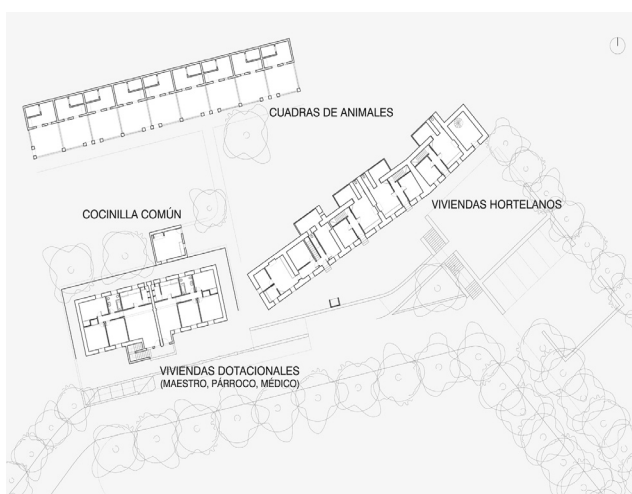 CUADRAS DE ANIMALES
VIVIENDAS HORTELANOS
COCINILLA COMÚN
VIVIENDAS DOTACIONALES
(MAESTRO, PÁRROCO, MÉDICO)